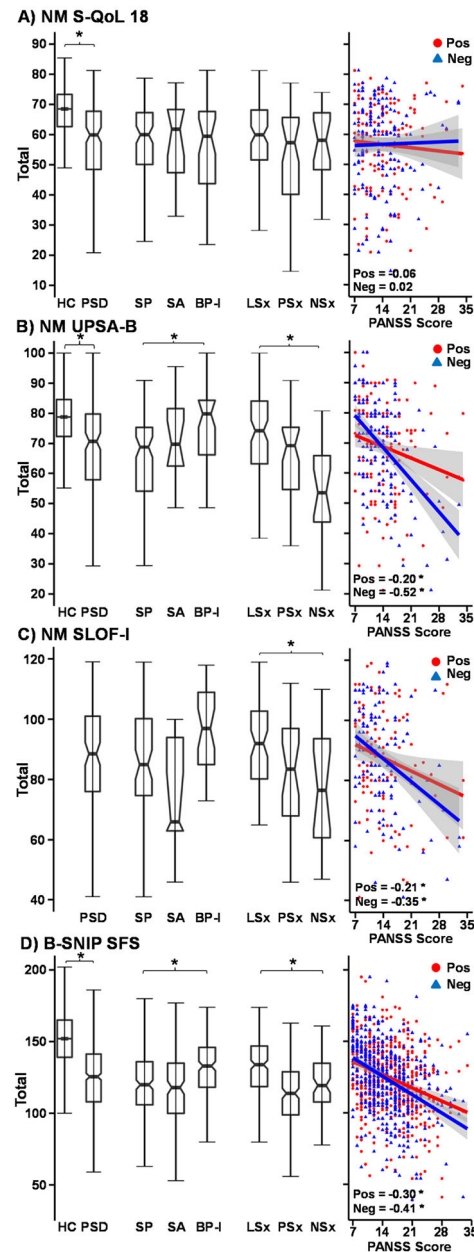 A) NM S-QoL 18
*
90
80
70
60
50
40
30
20
10
Total
HC PSD SP SA BP-I LSx PSx NSx
Pos
Neg
Pos = -0.06
Neg = 0.02
7 14 21 28 35
PANSS Score
B) NM UPSA-B
* * *
100
90
80
70
60
50
40
30
20
Total
HC PSD SP SA BP-I LSx PSx NSx
Pos
Neg
Pos = -0.20 *
Neg = -0.52 *
7 14 21 28 35
PANSS Score
C) NM SLOF-I
*
120
100
80
60
40
Total
PSD SP SA BP-I LSx PSx NSx
Pos
Neg
Pos = -0.21 *
Neg = -0.35 *
7 14 21 28 35
PANSS Score
D) B-SNIP SFS
* * *
200
150
100
50
Total
HC PSD SP SA BP-I LSx PSx NSx
Pos
Neg
Pos = -0.30 *
Neg = -0.41 *
7 14 21 28 35
PANSS Score